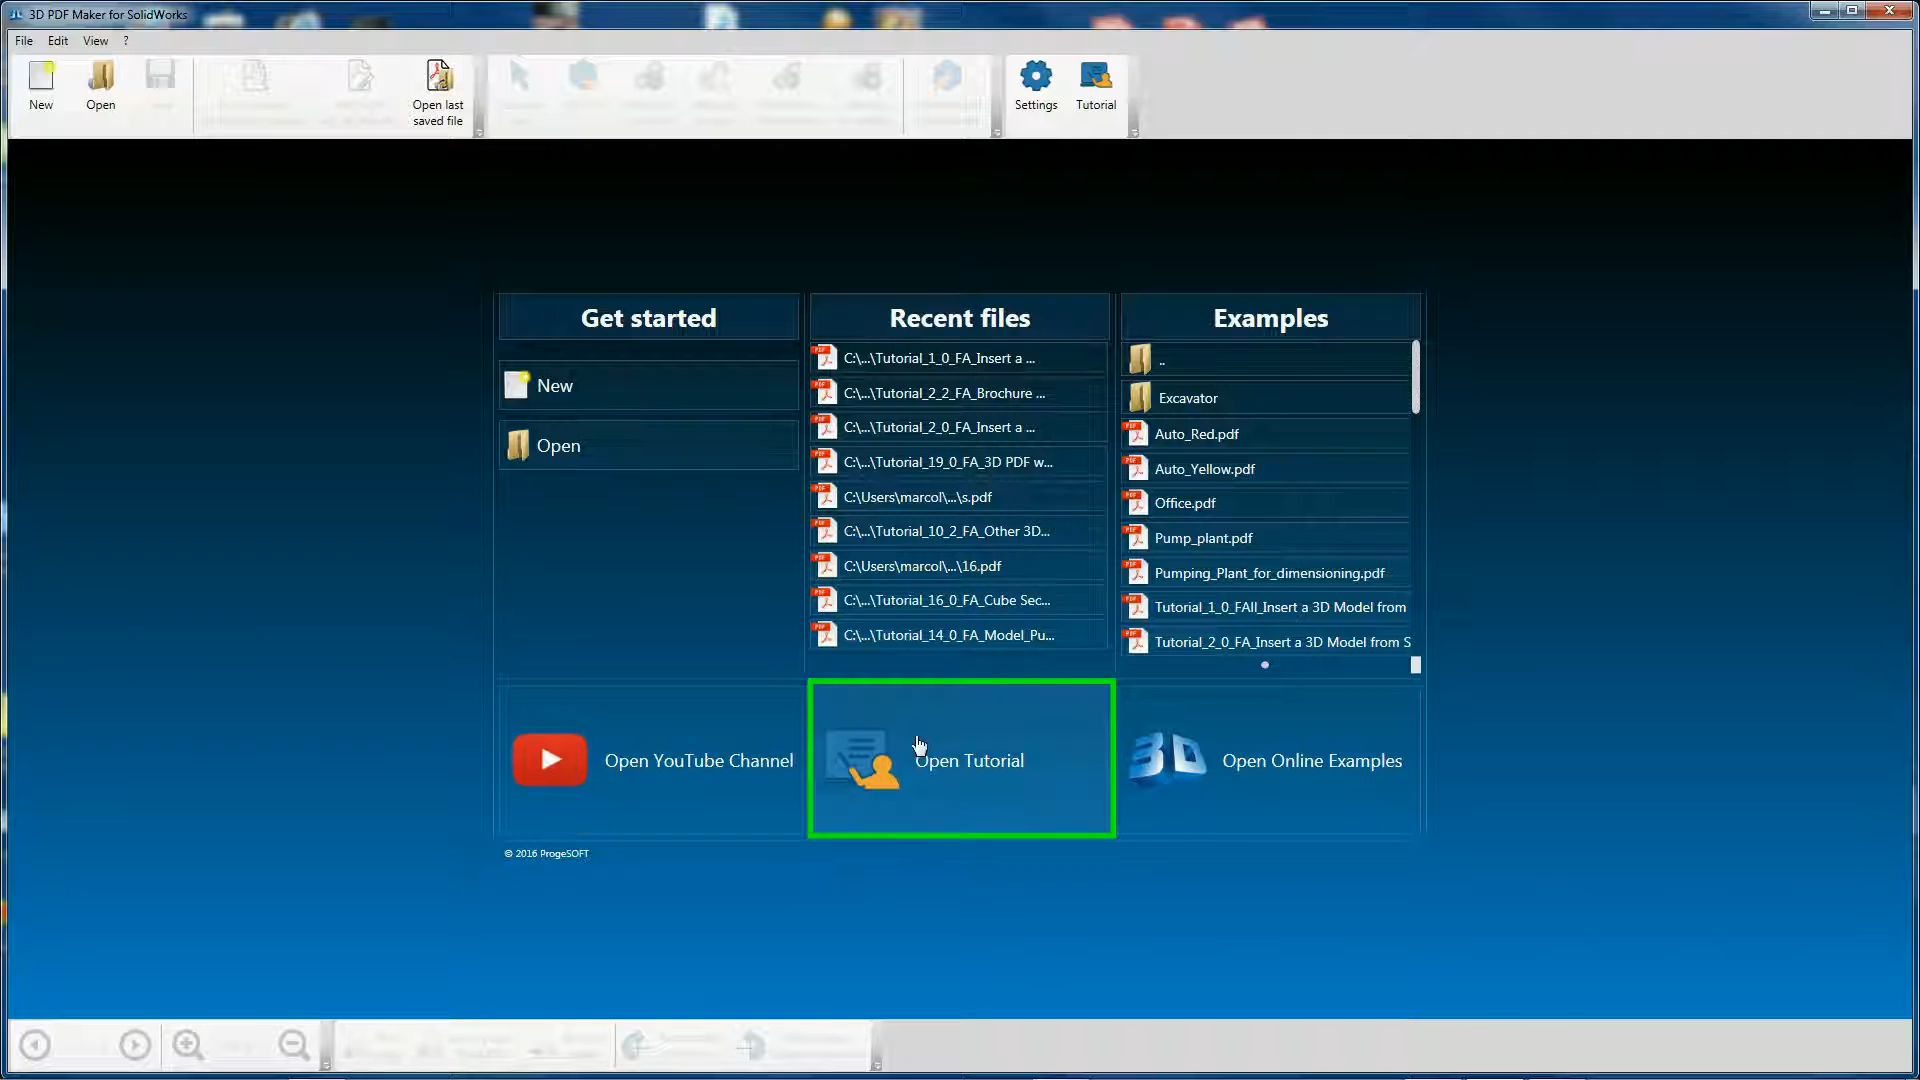 3D PDF Maker for SolidWorks
File Edit View ?
New
Open
Open last
saved file
Settings
Tutorial
Get started
New
Open
Recent files
C:\...\Tutorial_1_0_FA_Insert a ...
C:\...\Tutorial_2_2_FA_Brochure ...
C:\...\Tutorial_2_0_FA_Insert a ...
C:\...\Tutorial_19_0_FA_3D PDF w...
C:\Users\marcol\...\s.pdf
C:\...\Tutorial_10_2_FA_Other 3D...
C:\Users\marcol\...\16.pdf
C:\...\Tutorial_16_0_FA_Cube Sec...
C:\...\Tutorial_14_0_FA_Model_Pu...
Examples
..
Excavator
Auto_Red.pdf
Auto_Yellow.pdf
Office.pdf
Pump_plant.pdf
Pumping_Plant_for_dimensioning.pdf
Tutorial_1_0_FAll_Insert a 3D Model from
Tutorial_2_0_FA_Insert a 3D Model from S
Open YouTube Channel
Open Tutorial
3D
Open Online Examples
© 2016 ProgeSOFT